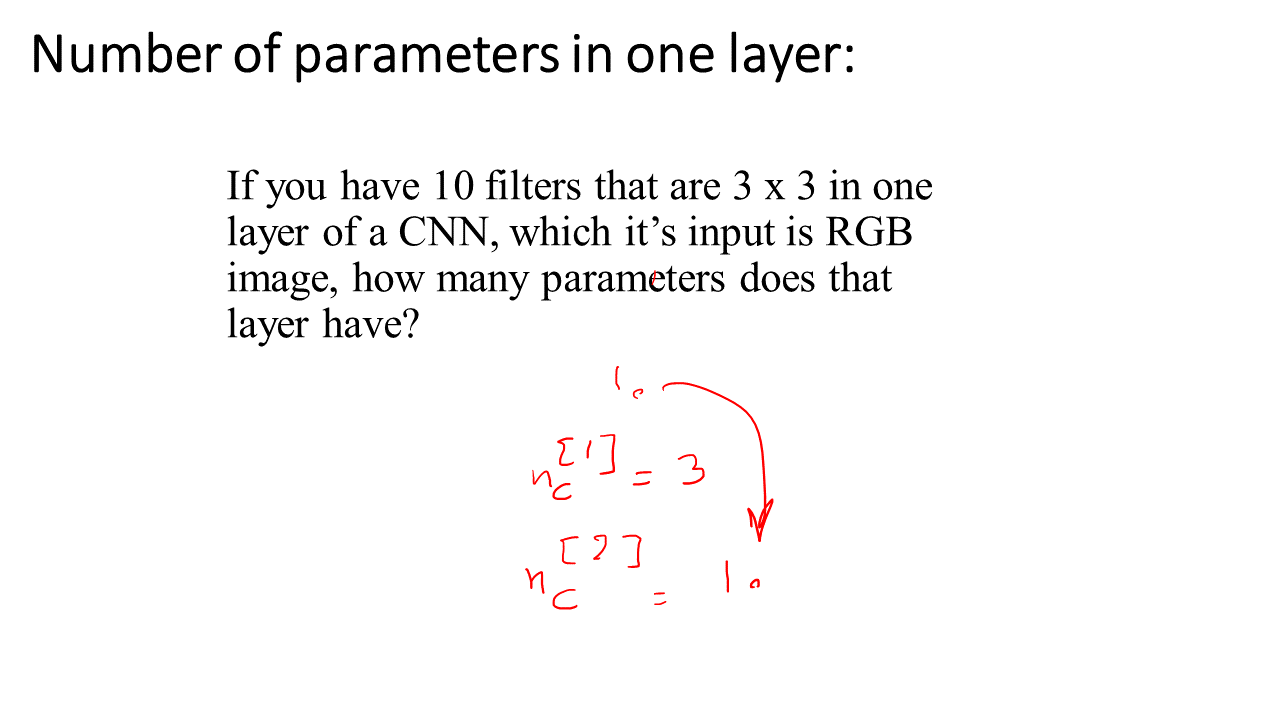 Number of parameters in one layer:
If you have 10 filters that are 3 x 3 in one
layer of a CNN, which it’s input is RGB
image, how many parameters does that
layer have?
10
n_c^[1] = 3
n_c^[2] = 10